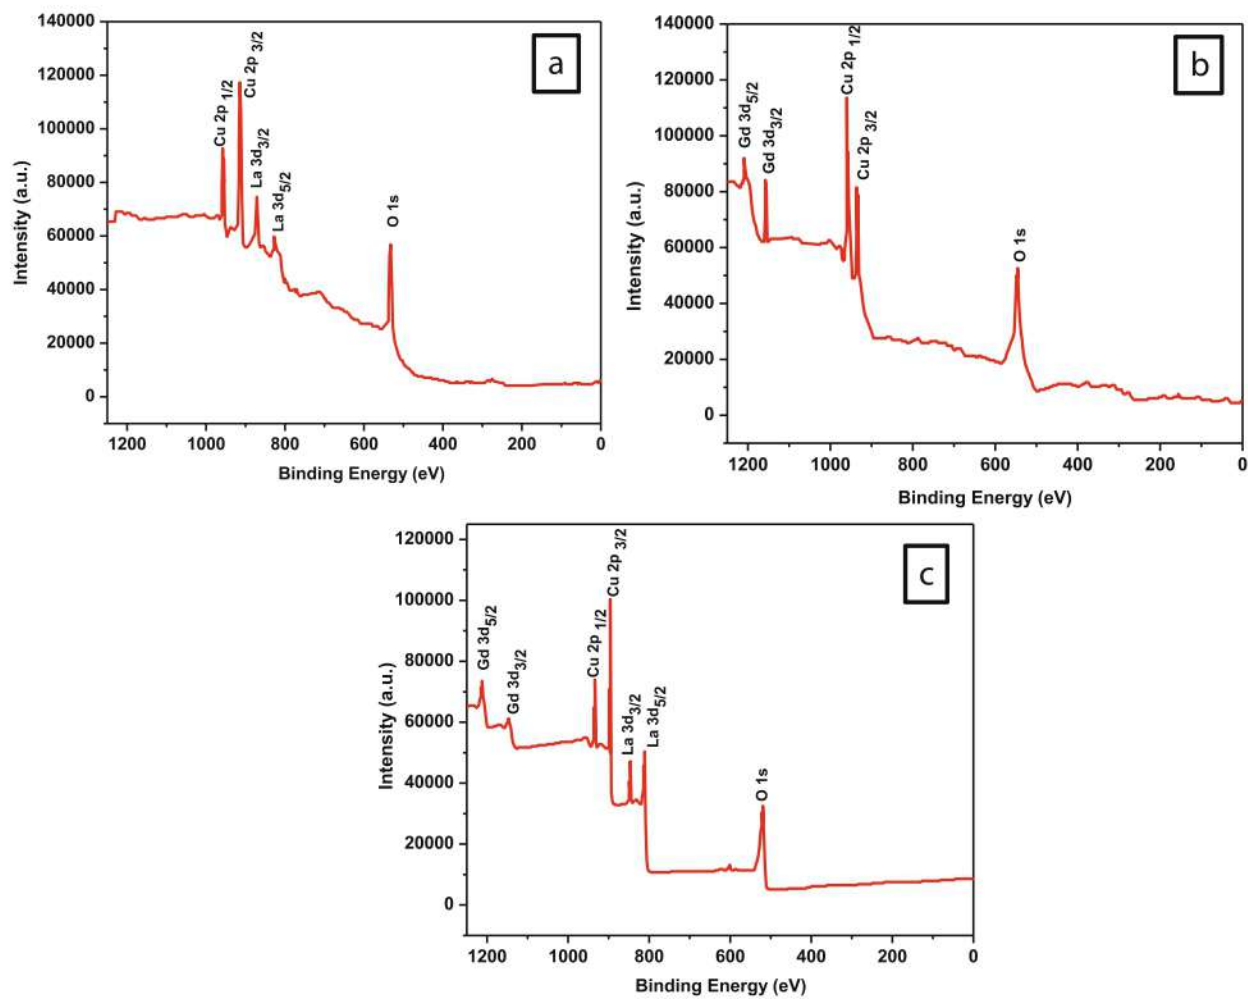 a
Cu 2p 1/2
Cu 2p 3/2
La 3d3/2
La 3d5/2
O 1s
Intensity (a.u.)
140000
120000
100000
80000
60000
40000
20000
0
1200 1000 800 600 400 200 0
Binding Energy (eV)
b
Gd 3d5/2
Gd 3d3/2
Cu 2p 1/2
Cu 2p 3/2
O 1s
Intensity (a.u.)
140000
120000
100000
80000
60000
40000
20000
0
1200 1000 800 600 400 200 0
Binding Energy (eV)
c
Gd 3d5/2
Gd 3d3/2
Cu 2p 1/2
Cu 2p 3/2
La 3d3/2
La 3d5/2
O 1s
Intensity (a.u.)
120000
100000
80000
60000
40000
20000
0
1200 1000 800 600 400 200 0
Binding Energy (eV)